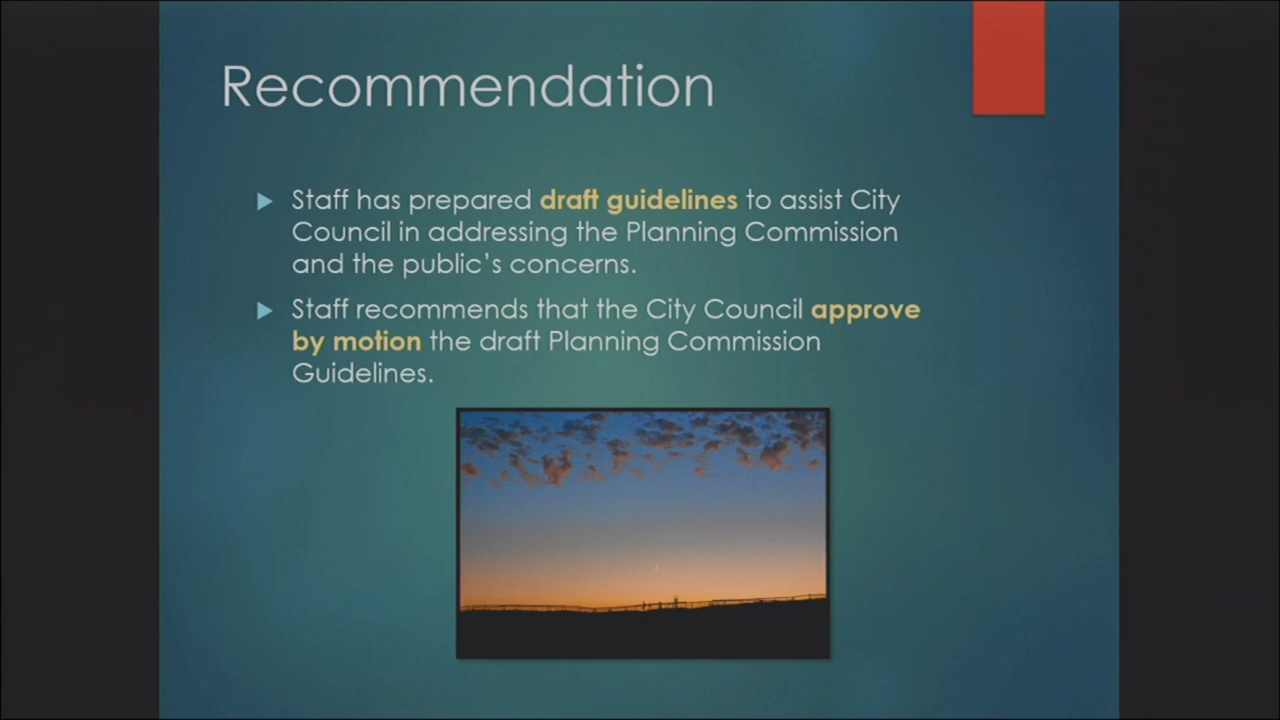 Recommendation
Staff has prepared draft guidelines to assist City
Council in addressing the Planning Commission
and the public’s concerns.
Staff recommends that the City Council approve
by motion the draft Planning Commission
Guidelines.